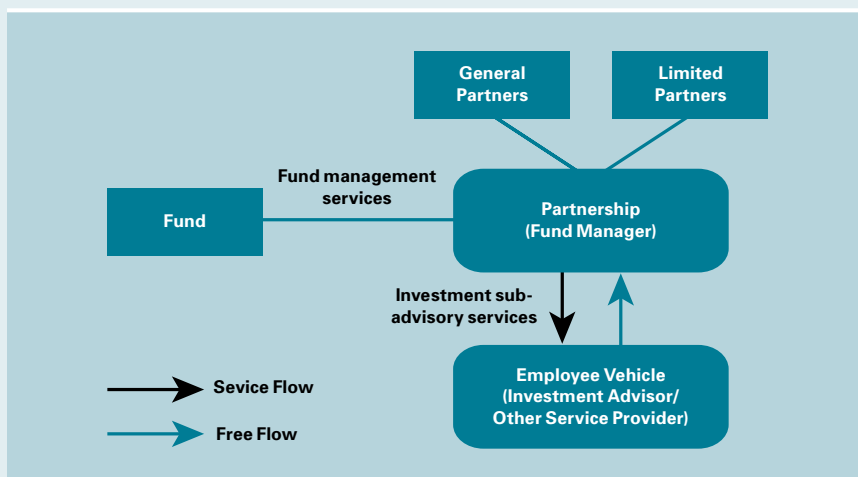 General
Partners
Limited
Partners
Fund management
services
Fund
Partnership
(Fund Manager)
Investment sub-
advisory services
Employee Vehicle
(Investment Advisor/
Other Service Provider)
Sevice Flow
Free Flow